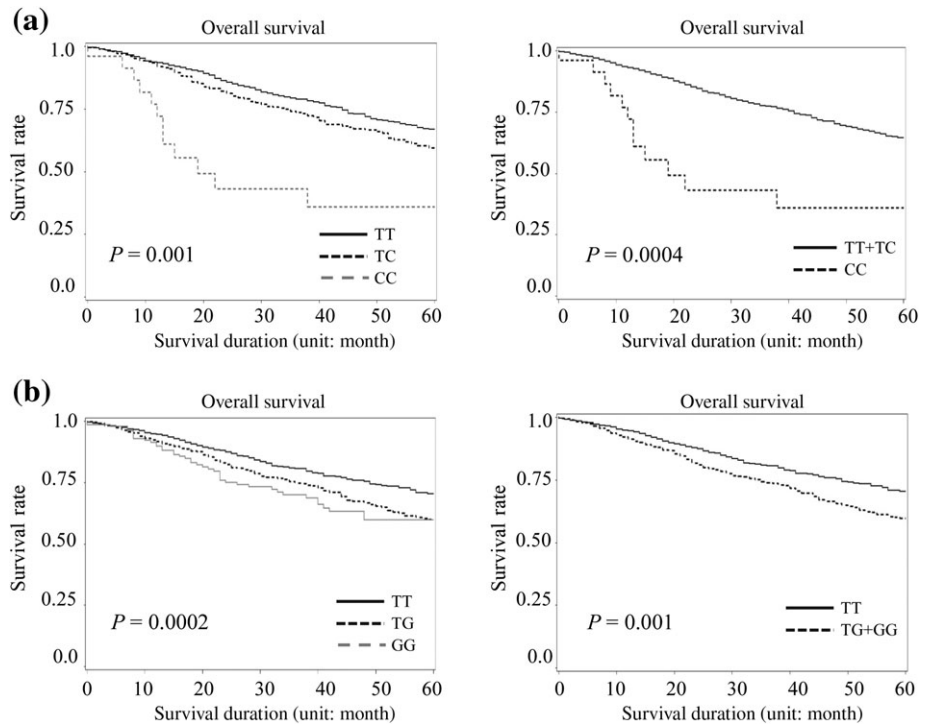 (a)
Overall survival
1.0
0.75
0.50
0.25
0.0
Survival rate
P = 0.001
TT
TC
CC
0 10 20 30 40 50 60
Survival duration (unit: month)
Overall survival
1.0
0.75
0.50
0.25
0.0
Survival rate
P = 0.0004
TT+TC
CC
0 10 20 30 40 50 60
Survival duration (unit: month)
(b)
Overall survival
1.0
0.75
0.50
0.25
0.0
Survival rate
P = 0.0002
TT
TG
GG
0 10 20 30 40 50 60
Survival duration (unit: month)
Overall survival
1.0
0.75
0.50
0.25
0.0
Survival rate
P = 0.001
TT
TG+GG
0 10 20 30 40 50 60
Survival duration (unit: month)